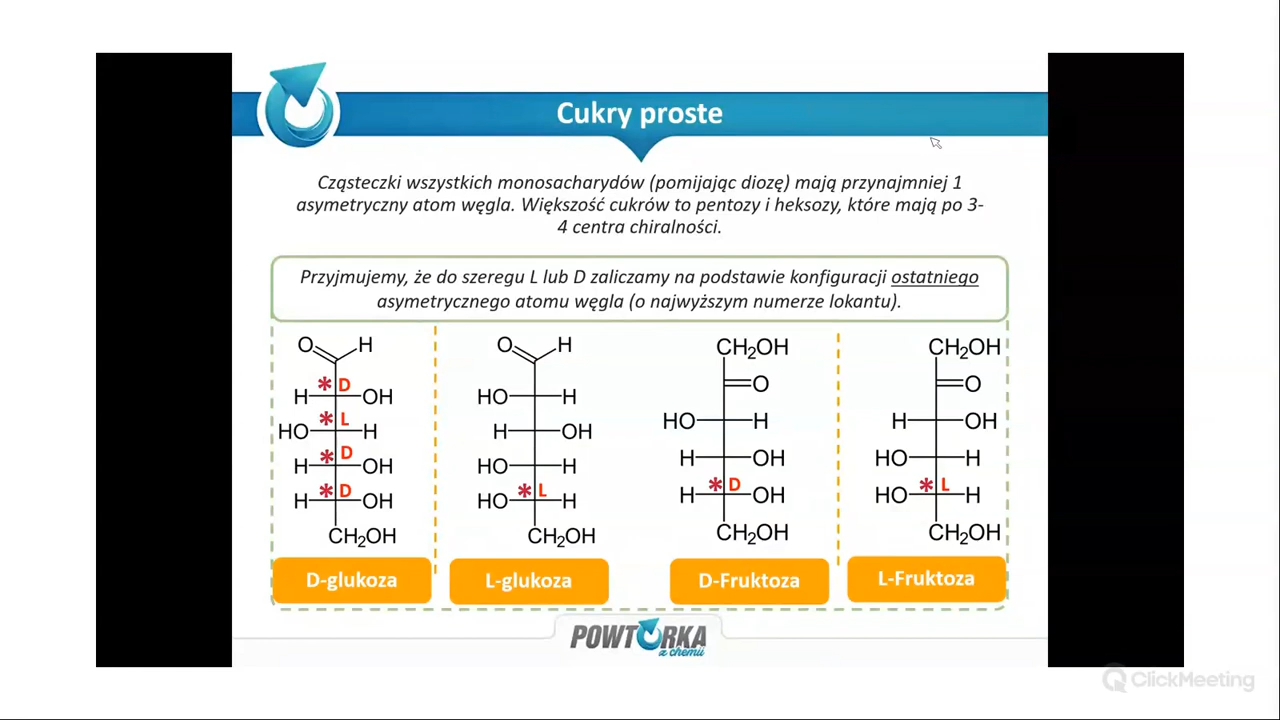 Cukry proste
Cząsteczki wszystkich monosacharydów (pomijając diozę) mają przynajmniej 1
asymetryczny atom węgla. Większość cukrów to pentozy i heksozy, które mają po 3-
4 centra chiralności.
Przyjmujemy, że do szeregu L lub D zaliczamy na podstawie konfiguracji ostatniego
asymetrycznego atomu węgla (o najwyższym numerze lokantu).
O H
* D
H OH
* L
HO H
* D
H OH
* D
H OH
CH2OH
D-glukoza
O H
HO H
H OH
HO H
* L
HO H
CH2OH
L-glukoza
CH2OH
O
HO H
H OH
* D
H OH
CH2OH
D-Fruktoza
CH2OH
O
H OH
HO H
* L
HO H
CH2OH
L-Fruktoza
POWTÓRKA
z chemii
ClickMeeting